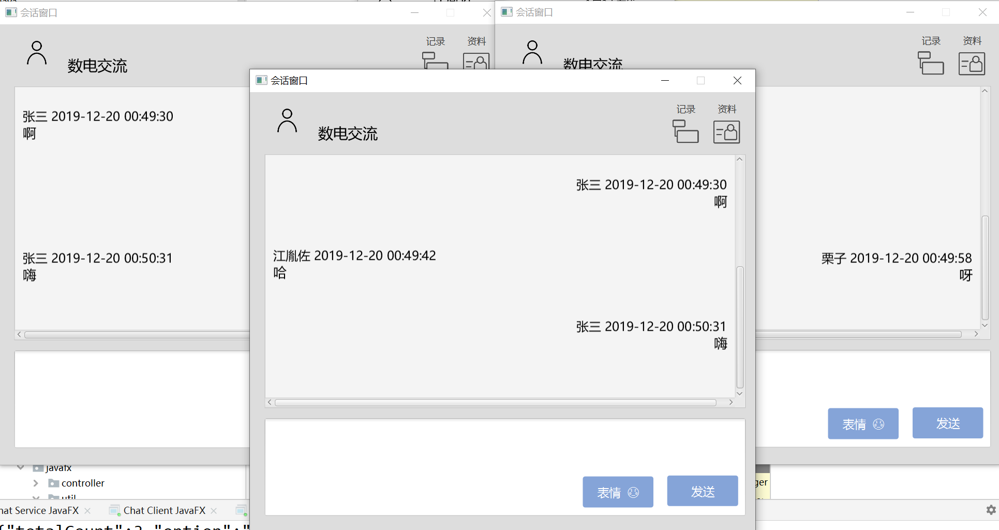 会话窗口
记录
资料
数电交流
张三 2019-12-20 00:49:30
啊
张三 2019-12-20 00:50:31
嗨
会话窗口
记录
资料
数电交流
栗子 2019-12-20 00:49:58
呀
表情
发送
会话窗口
记录
资料
数电交流
张三 2019-12-20 00:49:30
啊
江胤佐 2019-12-20 00:49:42
哈
张三 2019-12-20 00:50:31
嗨
表情
发送
javafx
controller
util
hat Service JavaFX
Chat Client JavaFX
ger
{"totalCount":3,"option":"